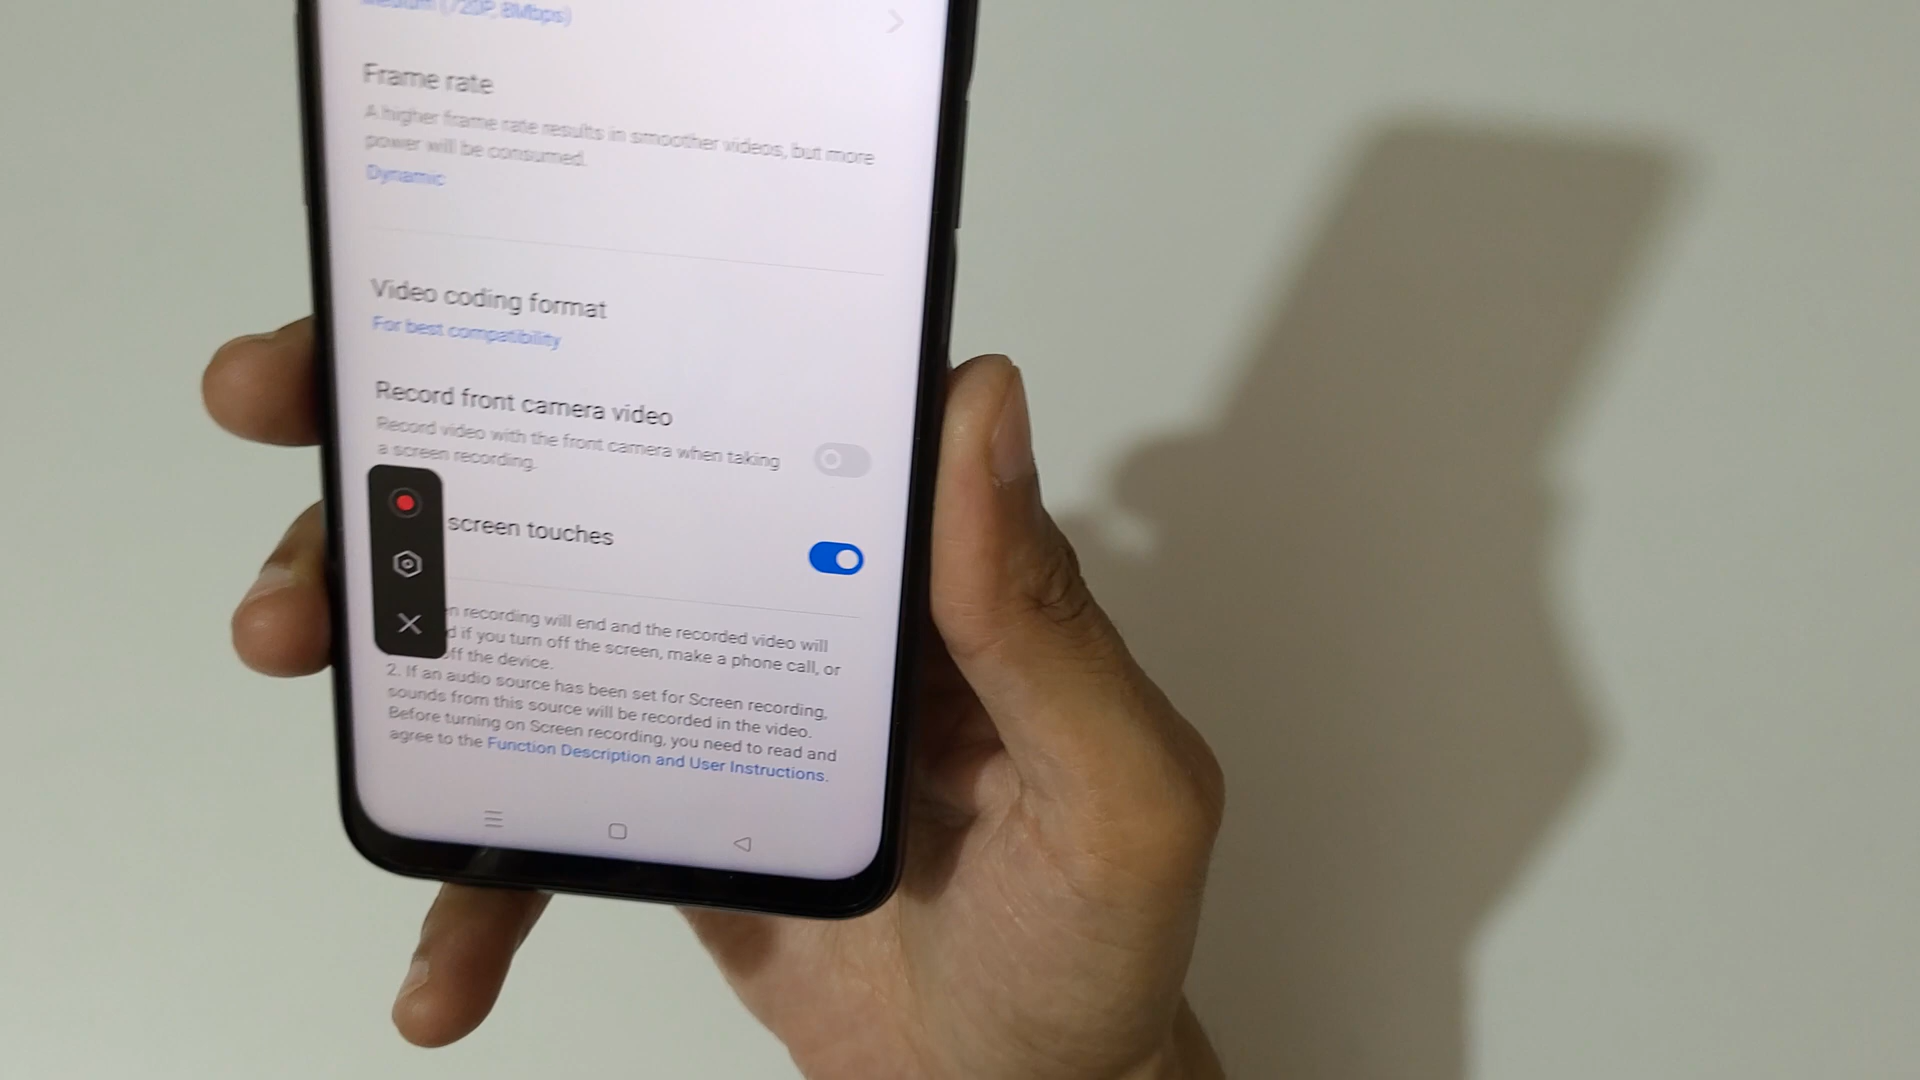 Medium (720P, 8Mbps)
Frame rate
A higher frame rate results in smoother videos, but more
power will be consumed.
Dynamic
Video coding format
For best compatibility
Record front camera video
Record video with the front camera when taking
a screen recording.
screen touches
n recording will end and the recorded video will
d if you turn off the screen, make a phone call, or
off the device.
2. If an audio source has been set for Screen recording,
sounds from this source will be recorded in the video.
Before turning on Screen recording, you need to read and
agree to the Function Description and User Instructions.